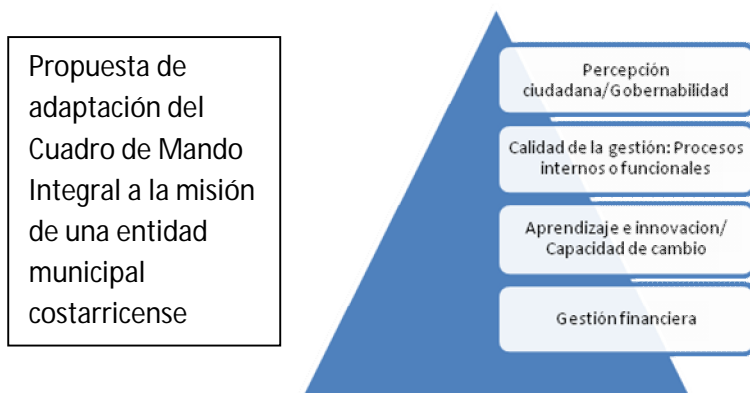 Propuesta de
adaptación del
Cuadro de Mando
Integral a la misión
de una entidad
municipal
costarricense
Percepción
ciudadana/Gobernabilidad
Calidad de la gestión: Procesos
internos o funcionales
Aprendizaje e innovacion/
Capacidad de cambio
Gestión financiera